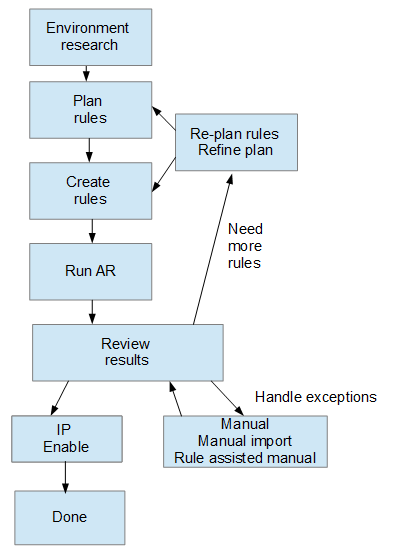 Environment
research
Plan
rules
Re-plan rules
Refine plan
Create
rules
Need
more
rules
Run AR
Review
results
Handle exceptions
IP
Enable
Manual
Manual import
Rule assisted manual
Done